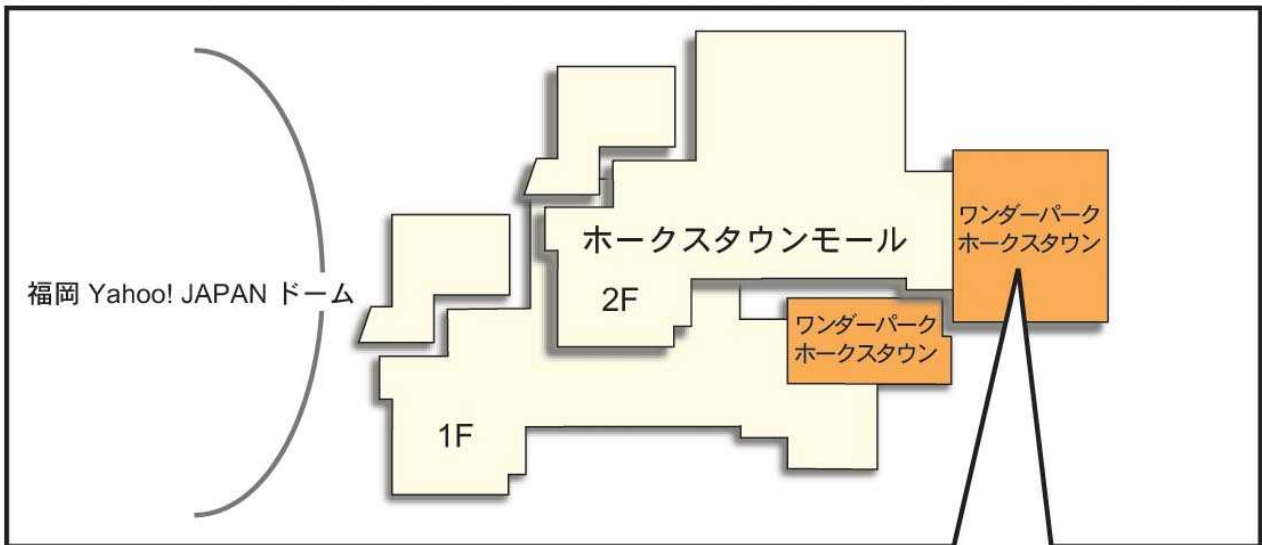 福岡 Yahoo! JAPAN ドーム
ホークスタウンモール
2F
1F
ワンダーパーク
ホークスタウン
ワンダーパーク
ホークスタウン